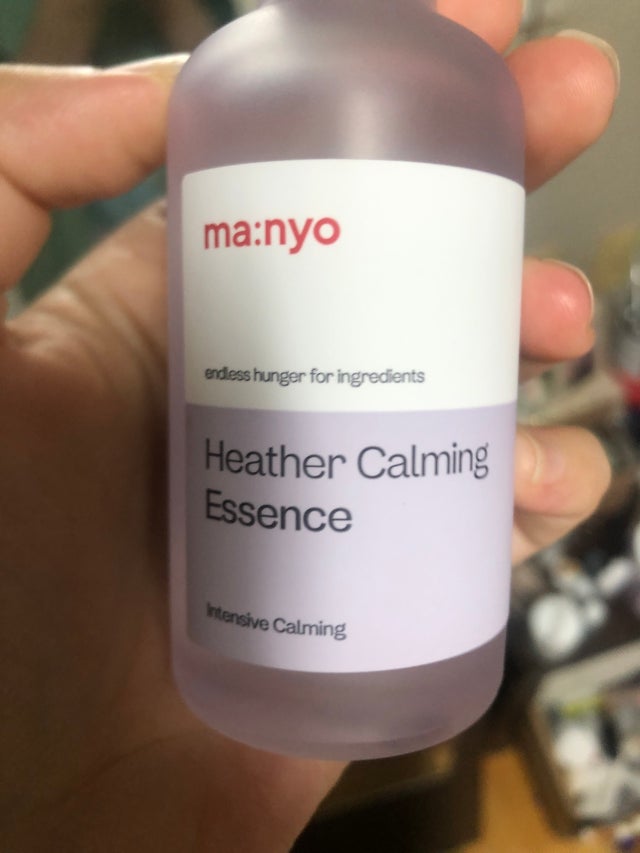 ma:nyo
endless hunger for ingredients
Heather Calming
Essence
Intensive Calming